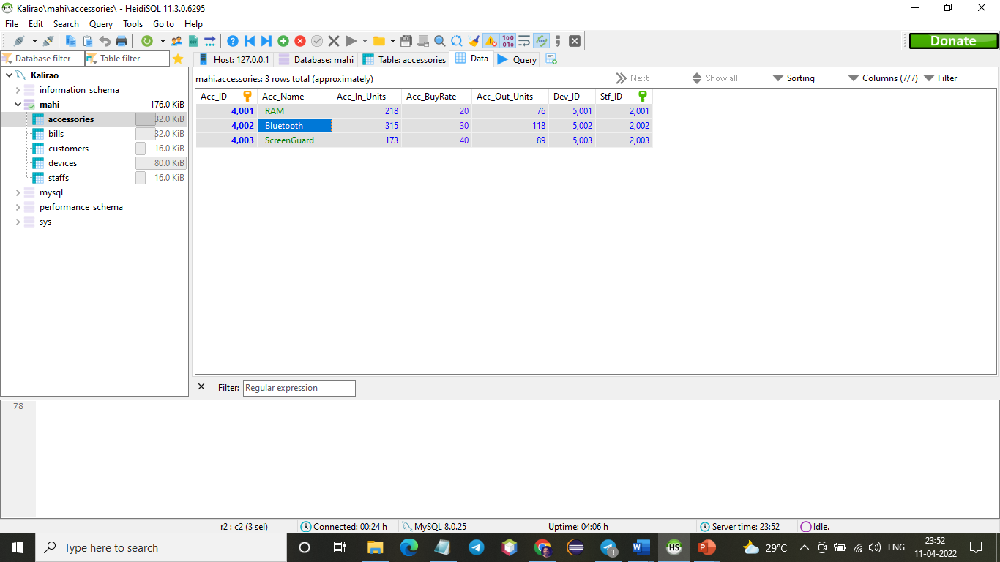 Kalirao\mahi\accessories\ - HeidiSQL 11.3.0.6295
File Edit Search Query Tools Go to Help
Donate
Database filter Table filter Host: 127.0.0.1 Database: mahi Table: accessories Data Query
Kalirao
information_schema
mahi 176.0 KiB
accessories 32.0 KiB
bills 32.0 KiB
customers 16.0 KiB
devices 80.0 KiB
staffs 16.0 KiB
mysql
performance_schema
sys
mahi.accessories: 3 rows total (approximately) Next Show all Sorting Columns (7/7) Filter
Acc_ID Acc_Name Acc_In_Units Acc_BuyRate Acc_Out_Units Dev_ID Stf_ID
4,001 RAM 218 20 76 5,001 2,001
4,002 Bluetooth 315 30 118 5,002 2,002
4,003 ScreenGuard 173 40 89 5,003 2,003
Filter: Regular expression
78
r2 : c2 (3 sel) Connected: 00:24 h MySQL 8.0.25 Uptime: 04:06 h Server time: 23:52 Idle.
Type here to search 3 HS 29°C ENG 23:52
11-04-2022